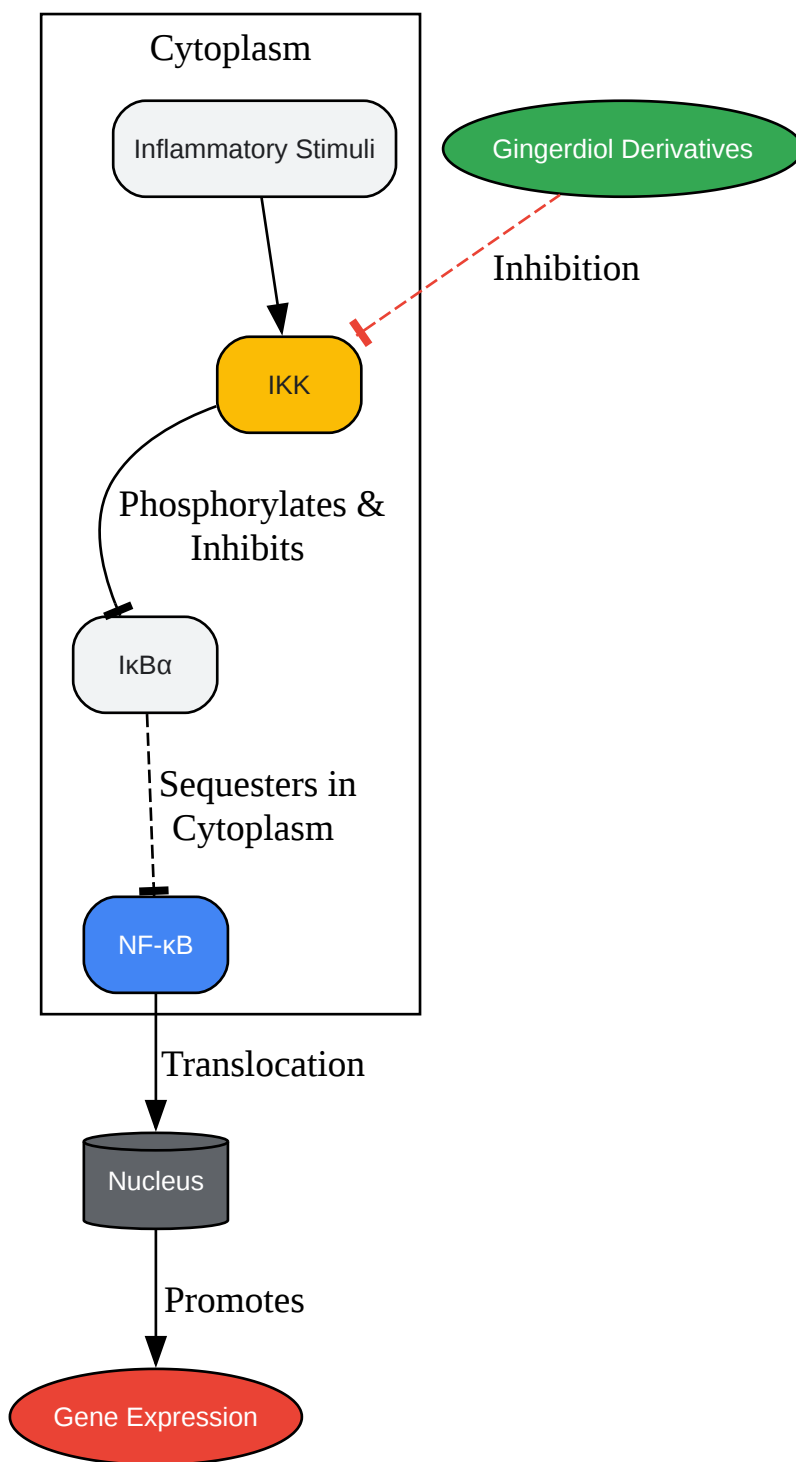 Cytoplasm
Inflammatory Stimuli
Gingerdiol Derivatives
Inhibition
IKK
Phosphorylates &
Inhibits
IκBα
Sequesters in
Cytoplasm
NF-κB
Translocation
Nucleus
Promotes
Gene Expression